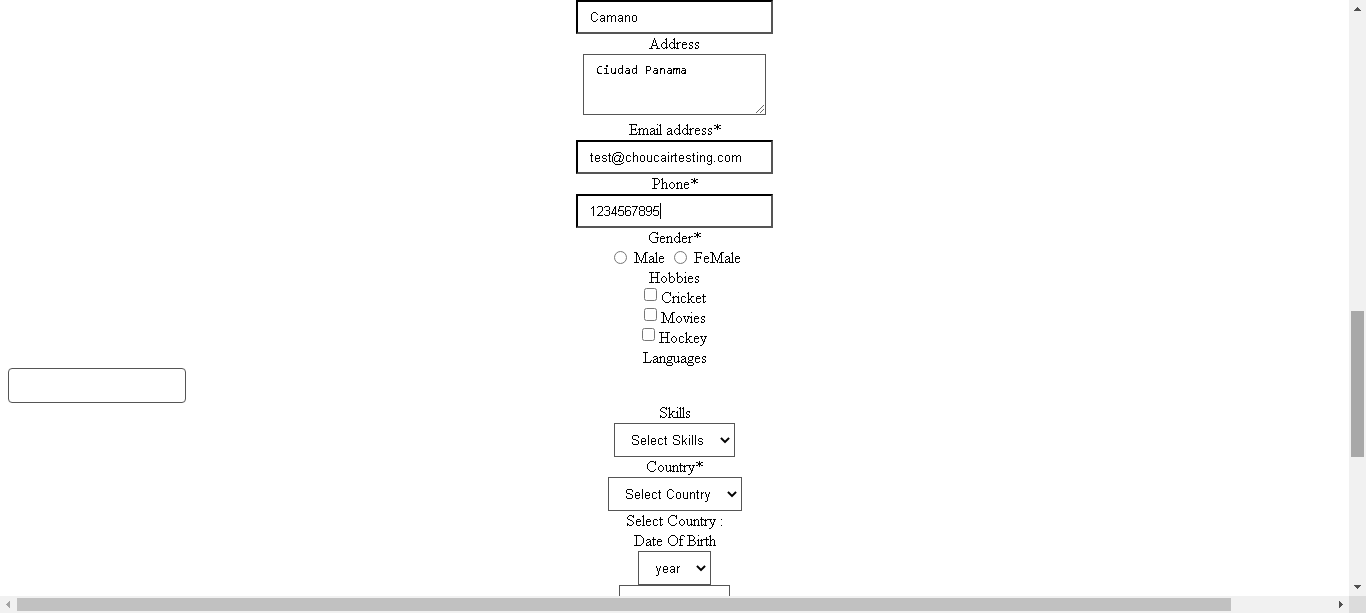 Camano
Address
Ciudad Panama
Email address*
test@choucairtesting.com
Phone*
1234567895
Gender*
Male FeMale
Hobbies
Cricket
Movies
Hockey
Languages
Skills
Select Skills
Country*
Select Country
Select Country :
Date Of Birth
year